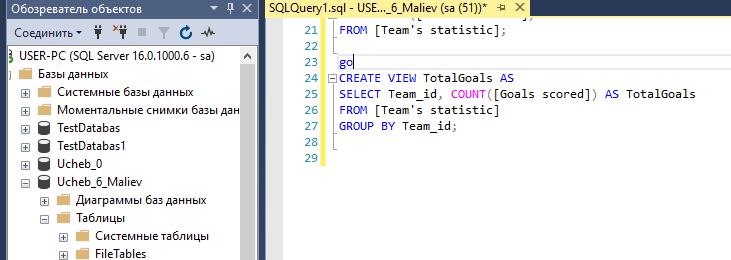 Обозреватель объектов
Соединить
USER-PC (SQL Server 16.0.1000.6 - sa)
Базы данных
Системные базы данных
Моментальные снимки базы дан
TestDatabas
TestDatabas1
Ucheb_0
Ucheb_6_Maliev
Диаграммы баз данных
Таблицы
Системные таблицы
FileTables
SQLQuery1.sql - USE..._6_Maliev (sa (51))*
21 FROM [Team's statistic];
22
23 go
24 CREATE VIEW TotalGoals AS
25 SELECT Team_id, COUNT([Goals scored]) AS TotalGoals
26 FROM [Team's statistic]
27 GROUP BY Team_id;
28
29